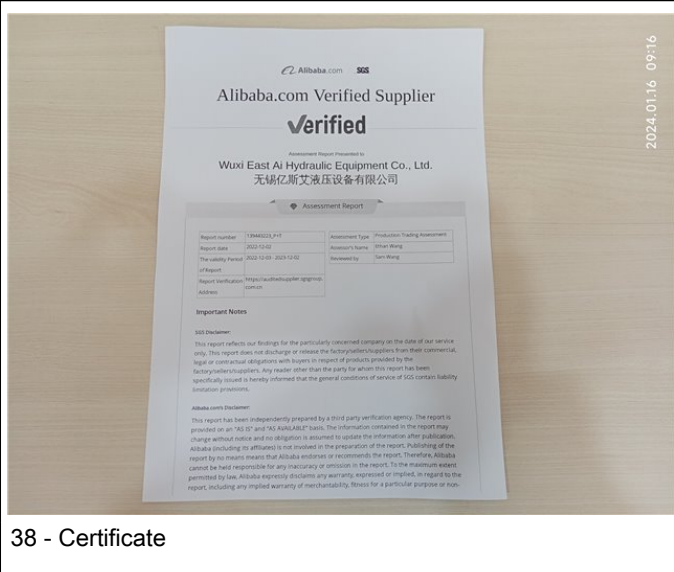 2024.01.16 09:16
Alibaba.com SGS
Alibaba.com Verified Supplier
Verified
Assessment Report Presented to
Wuxi East Ai Hydraulic Equipment Co., Ltd.
无锡亿斯艾液压设备有限公司
Assessment Report
Report number
Assessment Type Production-Trading Assessment
Report date 2022-12-02
Assessor's Name Ethan Wang
The validity Period 2022-12-03 - 2023-12-02
of Report
Reviewed by Sam Wang
Report Verification
Address
Important Notes
SGS Disclaimer:
This report reflects our findings for the particularly concerned company on the date of our service
only. This report does not discharge or release the factory/sellers/suppliers from their commercial,
legal or contractual obligations with buyers in respect of products provided by the
factory/sellers/suppliers. Any reader other than the party for whom this report has been
specifically issued is hereby informed that the general conditions of service of SGS contain liability
limitation provisions.
Alibaba.com's Disclaimer:
This report has been independently prepared by a third party verification agency. The report is
provided on an "AS IS" and "AS AVAILABLE" basis. The information contained in the report may
change without notice and no obligation is assumed to update the information after publication.
Alibaba (including its affiliates) is not involved in the preparation of the report. Publishing of the
report by no means means that Alibaba endorses or recommends the report. Therefore, Alibaba
cannot be held responsible for any inaccuracy or omission in the report. To the maximum extent
permitted by law, Alibaba expressly disclaims any warranty, expressed or implied, in regard to the
report, including any implied warranty of merchantability, fitness for a particular purpose or non-
38 - Certificate